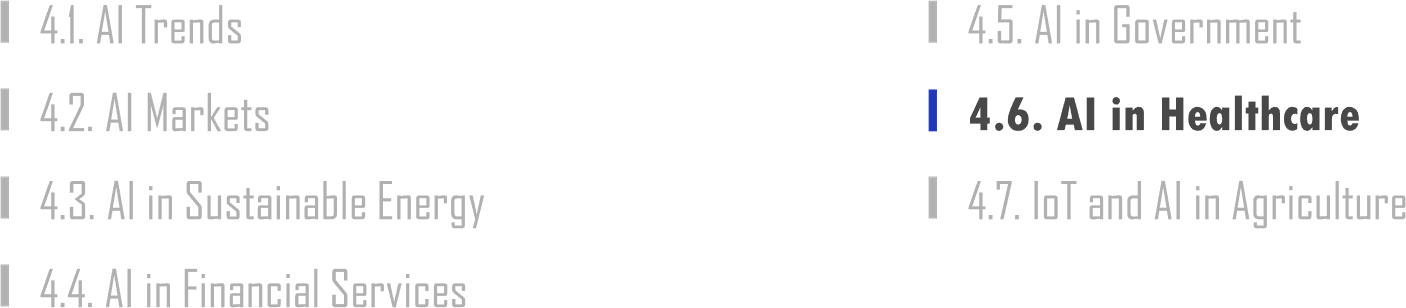 4.1. AI Trends
4.2. AI Markets
4.3. AI in Sustainable Energy
4.4. AI in Financial Services
4.5. AI in Government
4.6. AI in Healthcare
4.7. IoT and AI in Agriculture